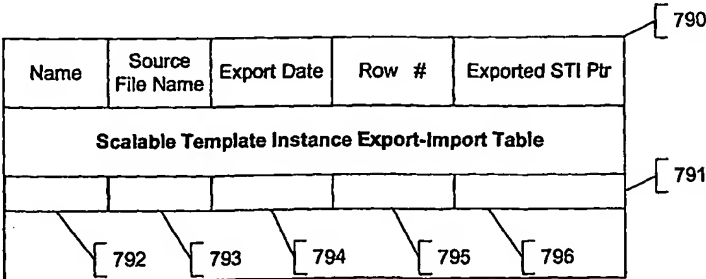 790
Name Source File Name Export Date Row # Exported STI Ptr
Scalable Template Instance Export-Import Table
791
792 793 794 795 796